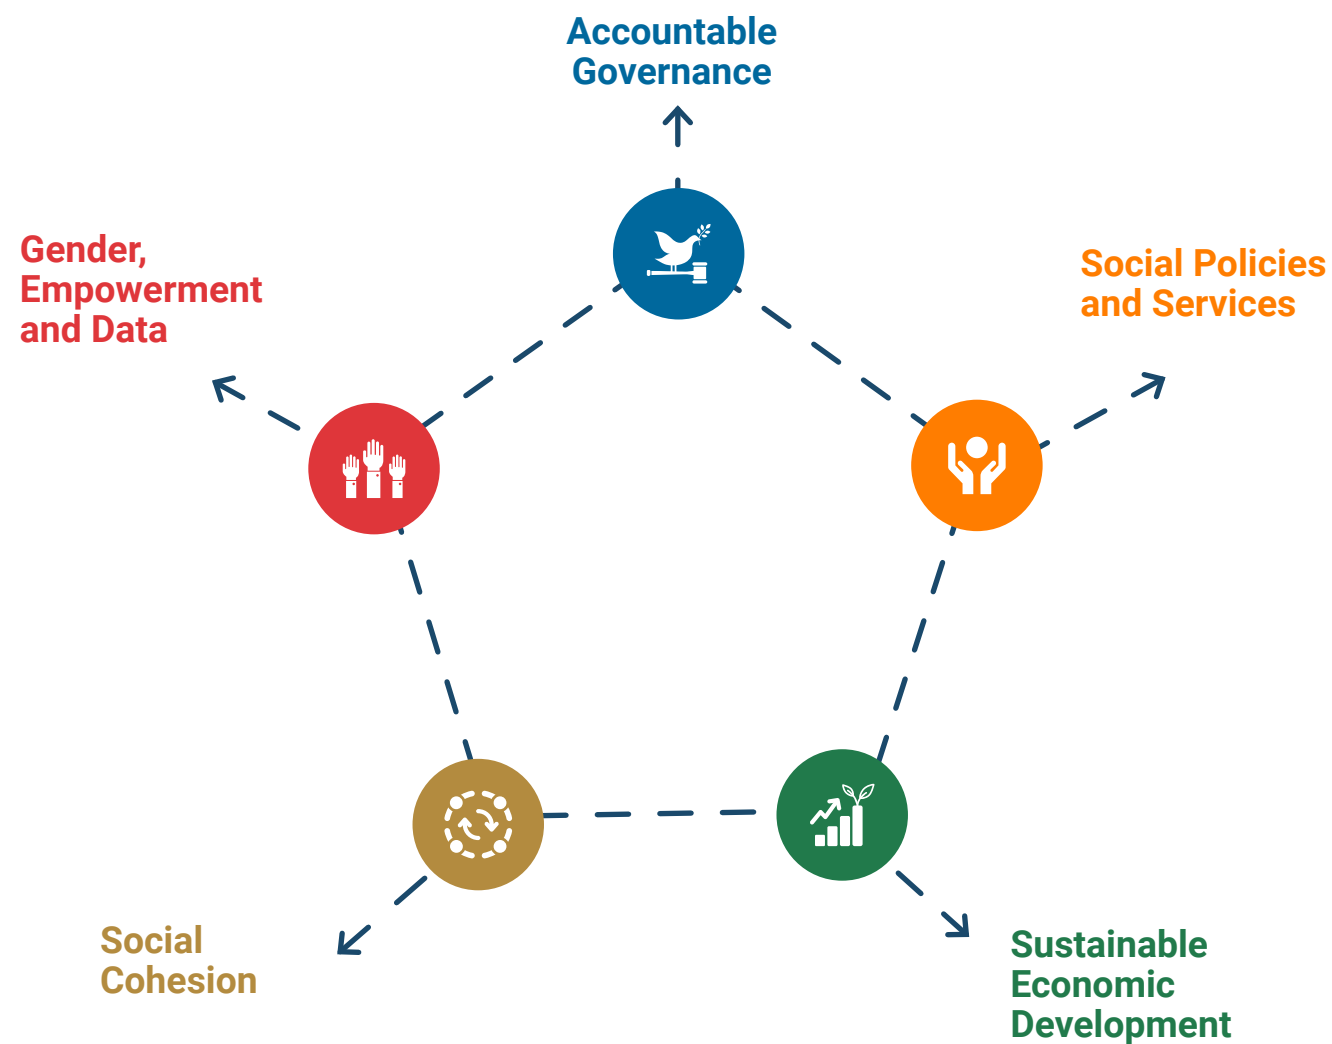 Accountable
Governance
Gender,
Empowerment
and Data
Social Policies
and Services
Social
Cohesion
Sustainable
Economic
Development